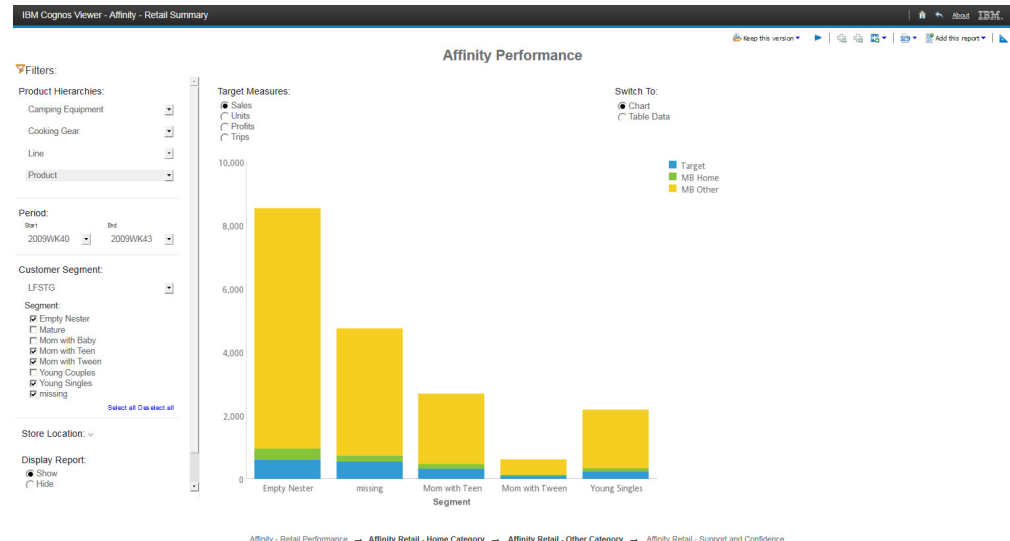 IBM Cognos Viewer - Affinity - Retail Summary
About IBM.
Keep this version
Add this report
Affinity Performance
Filters:
Product Hierarchies:
Camping Equipment
Cooking Gear
Line
Product
Period:
Start End
2009WK40 2009WK43
Customer Segment:
LFSTG
Segment:
Empty Nester
Mature
Mom with Baby
Mom with Teen
Mom with Tween
Young Couples
Young Singles
missing
Select all Deselect all
Store Location:
Display Report:
Show
Hide
Target Measures:
Sales
Units
Profits
Trips
Switch To:
Chart
Table Data
10,000
8,000
6,000
4,000
2,000
0
Target
MB Home
MB Other
Empty Nester missing Mom with Teen Mom with Tween Young Singles
Segment
Affinity - Retail Performance → Affinity Retail - Home Category → Affinity Retail - Other Category → Affinity Retail - Support and Confidence